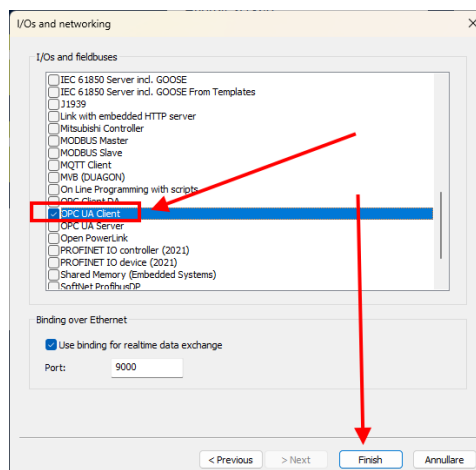 I/Os and networking
I/Os and fieldbuses
IEC 61850 Server incl. GOOSE
IEC 61850 Server incl. GOOSE From Templates
J1939
Link with embedded HTTP server
Mitsubishi Controller
MODBUS Master
MODBUS Slave
MQTT Client
MVB (DUAGON)
On Line Programming with scripts
OPC Client DA
OPC UA Client
OPC UA Server
Open PowerLink
PROFINET IO controller (2021)
PROFINET IO device (2021)
Shared Memory (Embedded Systems)
SoftNet ProfibusDP
Binding over Ethernet
Use binding for realtime data exchange
Port: 9000
< Previous > Next Finish Annullare